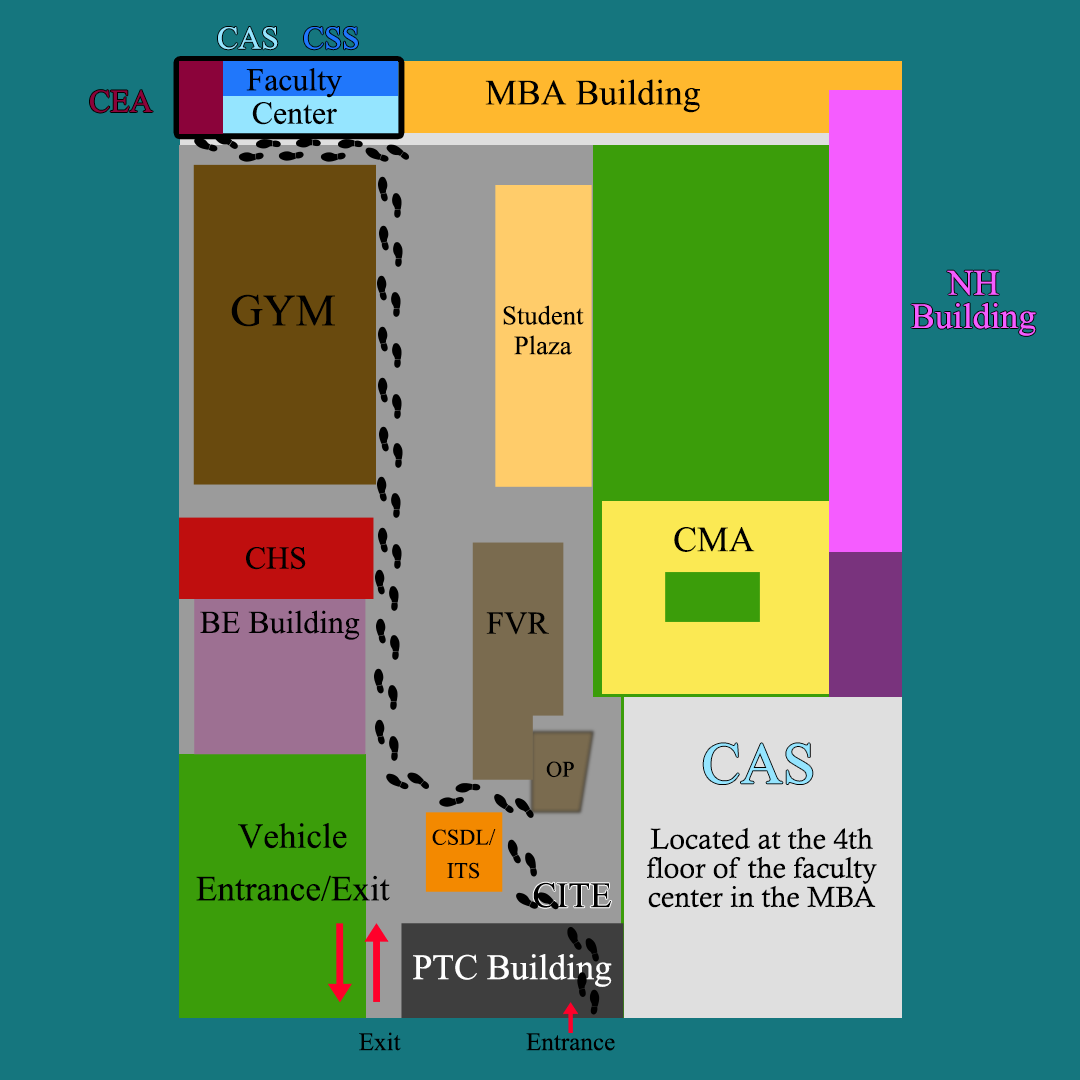 CAS CSS
CEA
Faculty
Center
MBA Building
NH
Building
GYM
Student
Plaza
CHS
BE Building
CMA
FVR
OP
CAS
Vehicle
Entrance/Exit
CSDL/
ITS
CITE
Located at the 4th
floor of the faculty
center in the MBA
PTC Building
Exit
Entrance